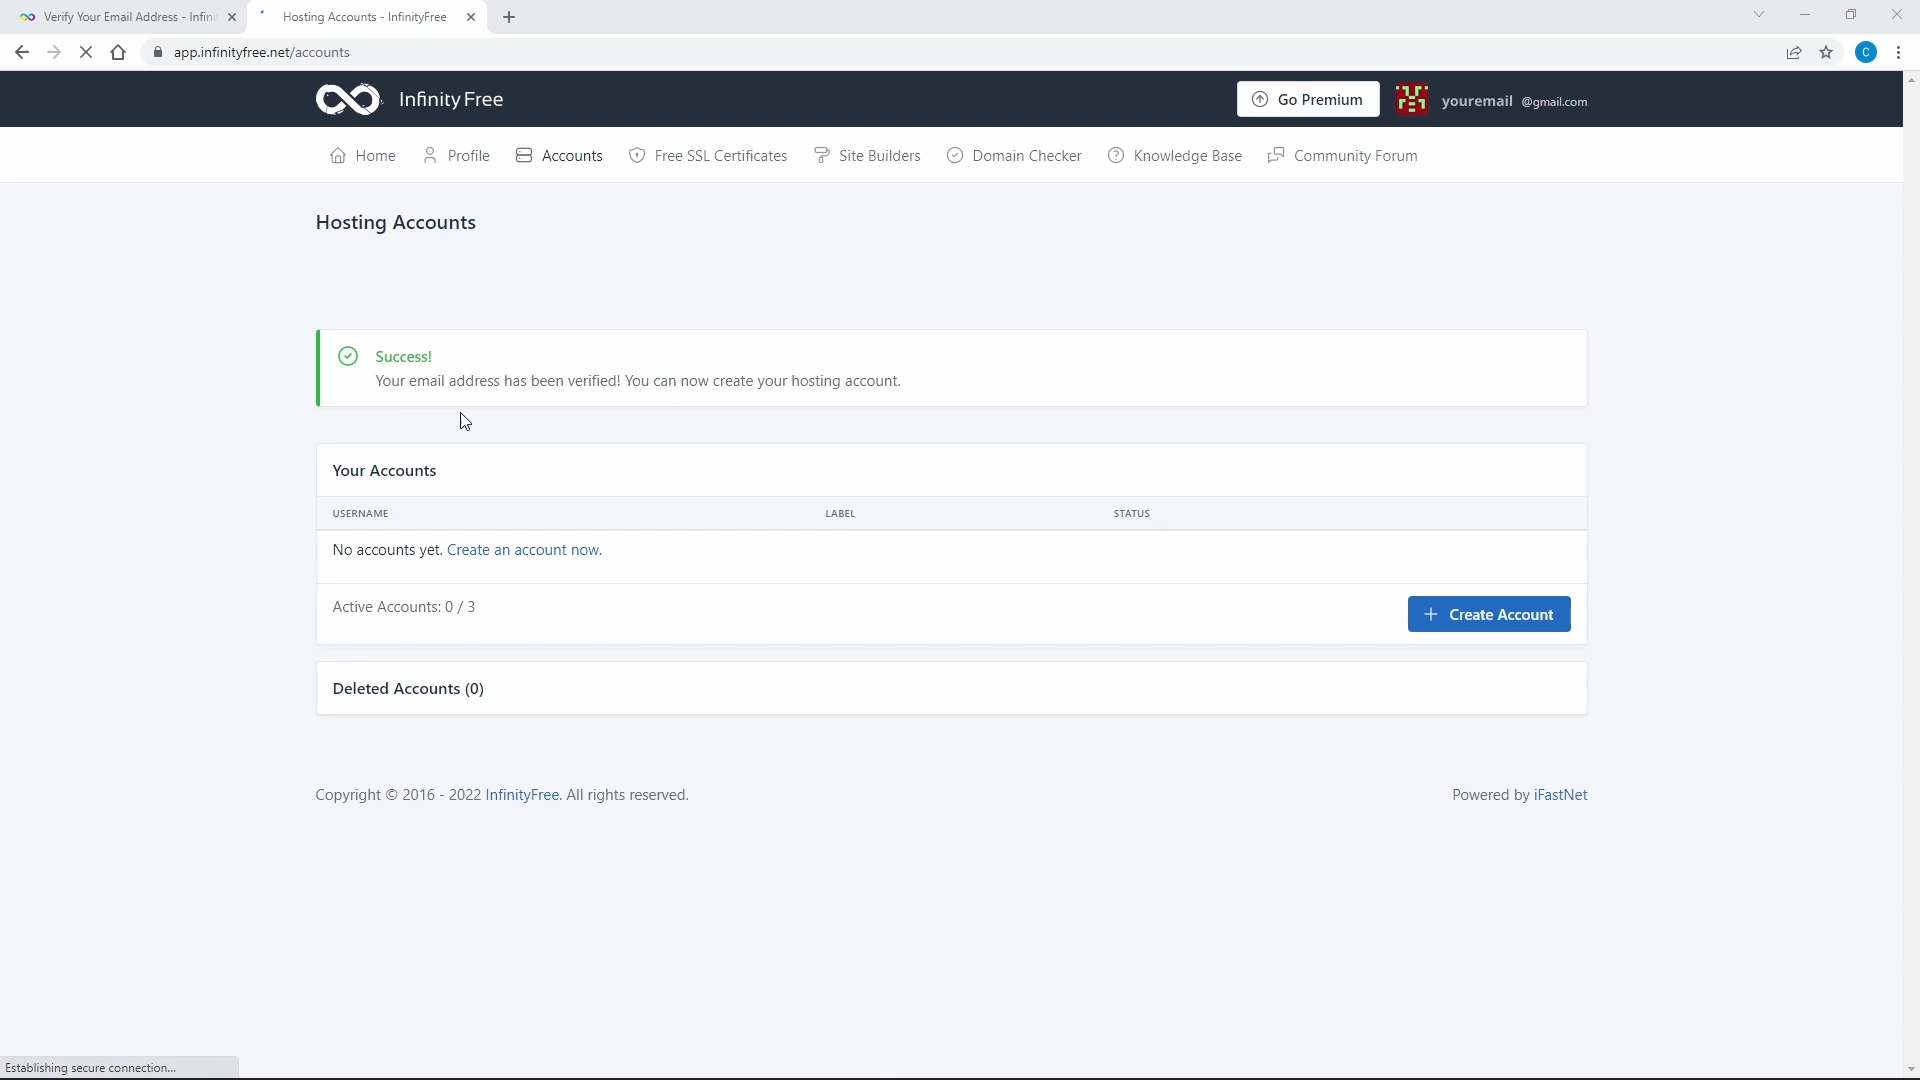 Verify Your Email Address - Infini
Hosting Accounts - InfinityFree
app.infinityfree.net/accounts
C
Infinity Free
Go Premium
youremail @gmail.com
Home
Profile
Accounts
Free SSL Certificates
Site Builders
Domain Checker
Knowledge Base
Community Forum
Hosting Accounts
Success!
Your email address has been verified! You can now create your hosting account.
Your Accounts
USERNAME LABEL STATUS
No accounts yet. Create an account now.
Active Accounts: 0 / 3
Create Account
Deleted Accounts (0)
Copyright © 2016 - 2022 InfinityFree. All rights reserved.
Powered by iFastNet
Establishing secure connection...